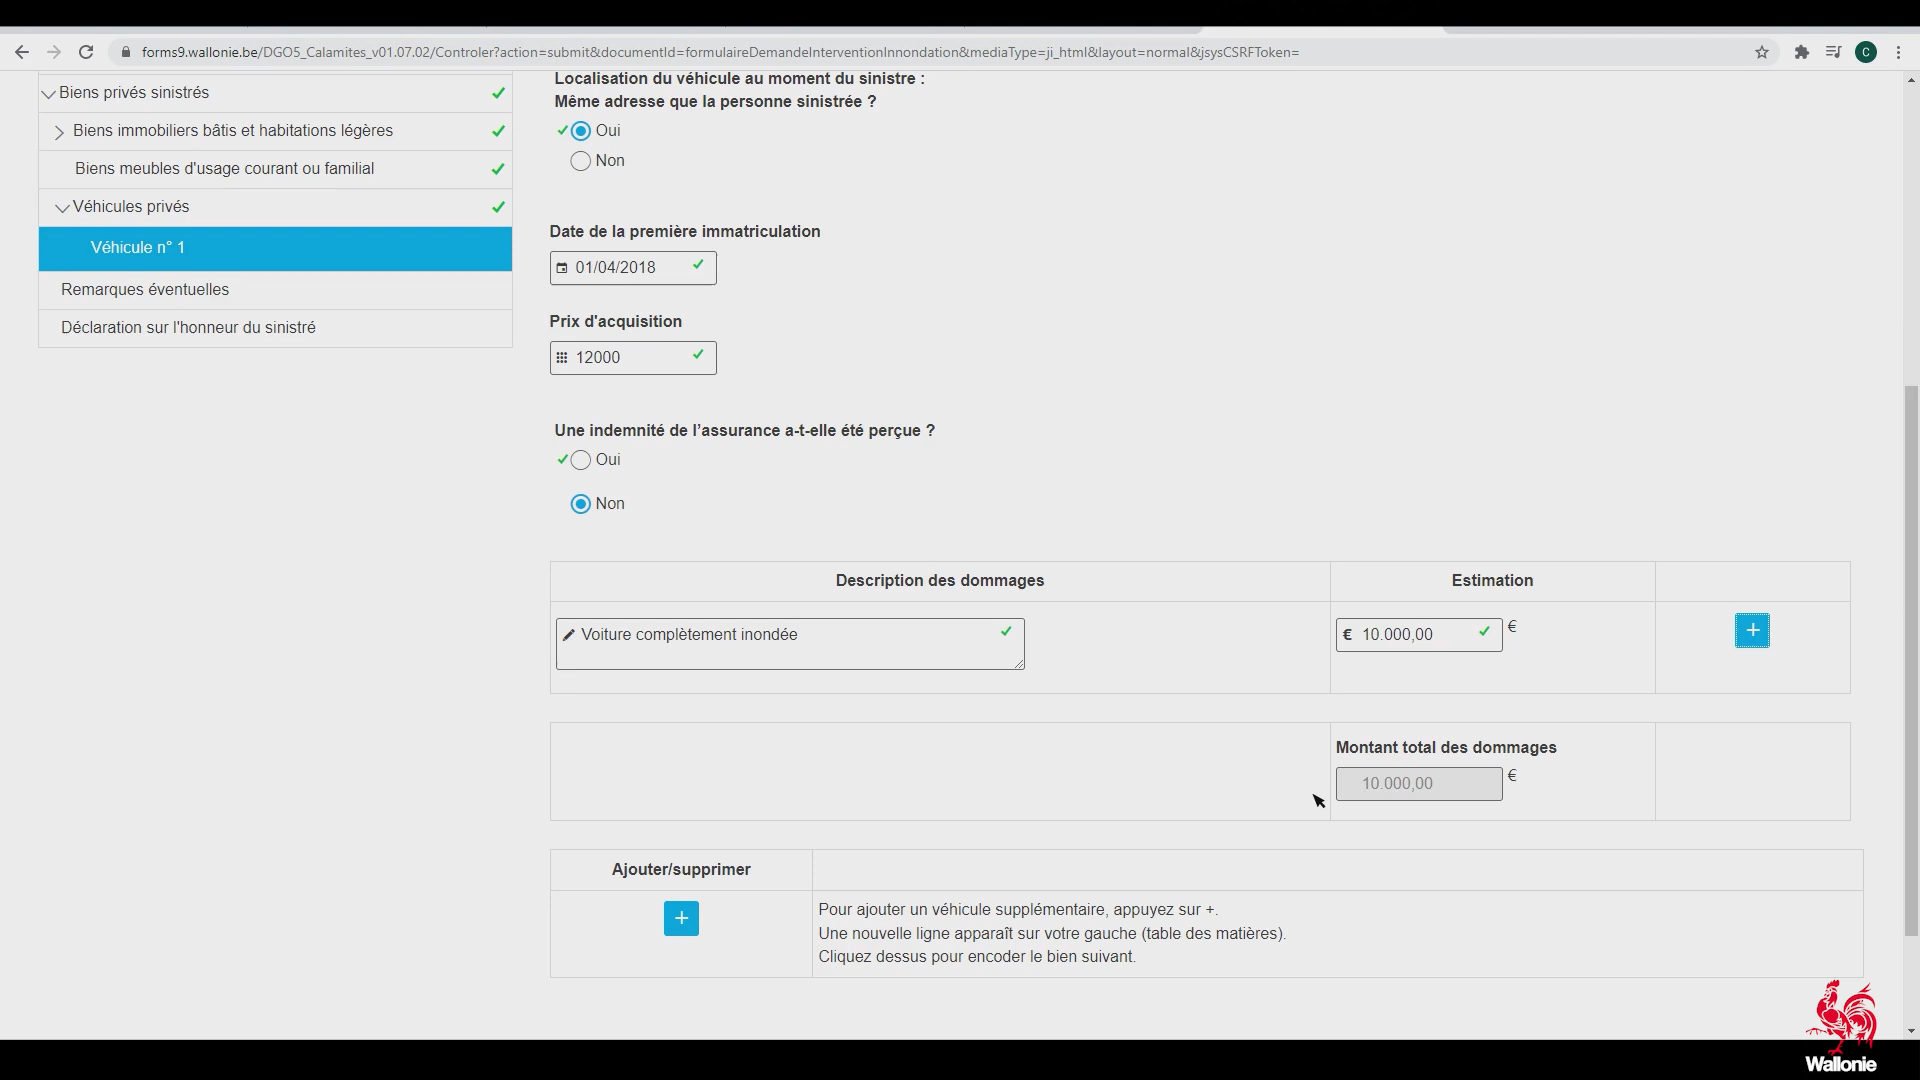 forms9.wallonie.be/DGO5_Calamites_v01.07.02/Controler?action=submit&documentId=formulaireDemandeInterventionInnondation&mediaType=ji_html&layout=normal&jsysCSRFToken=
C
Biens privés sinistrés
Biens immobiliers bâtis et habitations légères
Biens meubles d'usage courant ou familial
Véhicules privés
Véhicule n° 1
Remarques éventuelles
Déclaration sur l'honneur du sinistré
Localisation du véhicule au moment du sinistre :
Même adresse que la personne sinistrée ?
Oui
Non
Date de la première immatriculation
01/04/2018
Prix d'acquisition
12000
Une indemnité de l’assurance a-t-elle été perçue ?
Oui
Non
Description des dommages
Estimation
Voiture complètement inondée
€ 10.000,00 €
+
Montant total des dommages
10.000,00 €
Ajouter/supprimer
+
Pour ajouter un véhicule supplémentaire, appuyez sur +.
Une nouvelle ligne apparaît sur votre gauche (table des matières).
Cliquez dessus pour encoder le bien suivant.
Wallonie